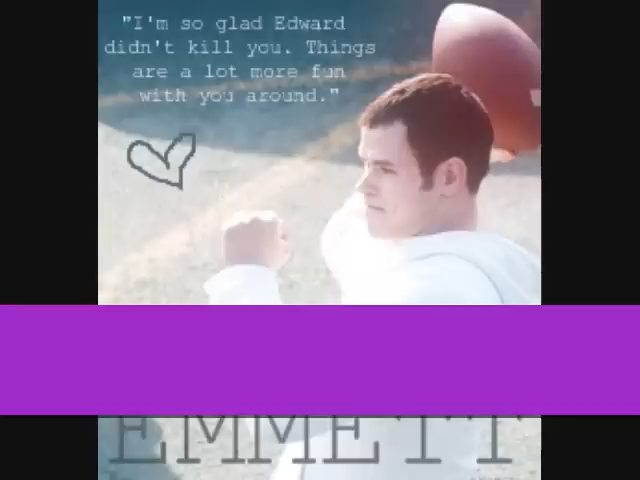 "I'm so glad Edward
didn't kill you. Things
are a lot more fun
with you around."
EMMETT